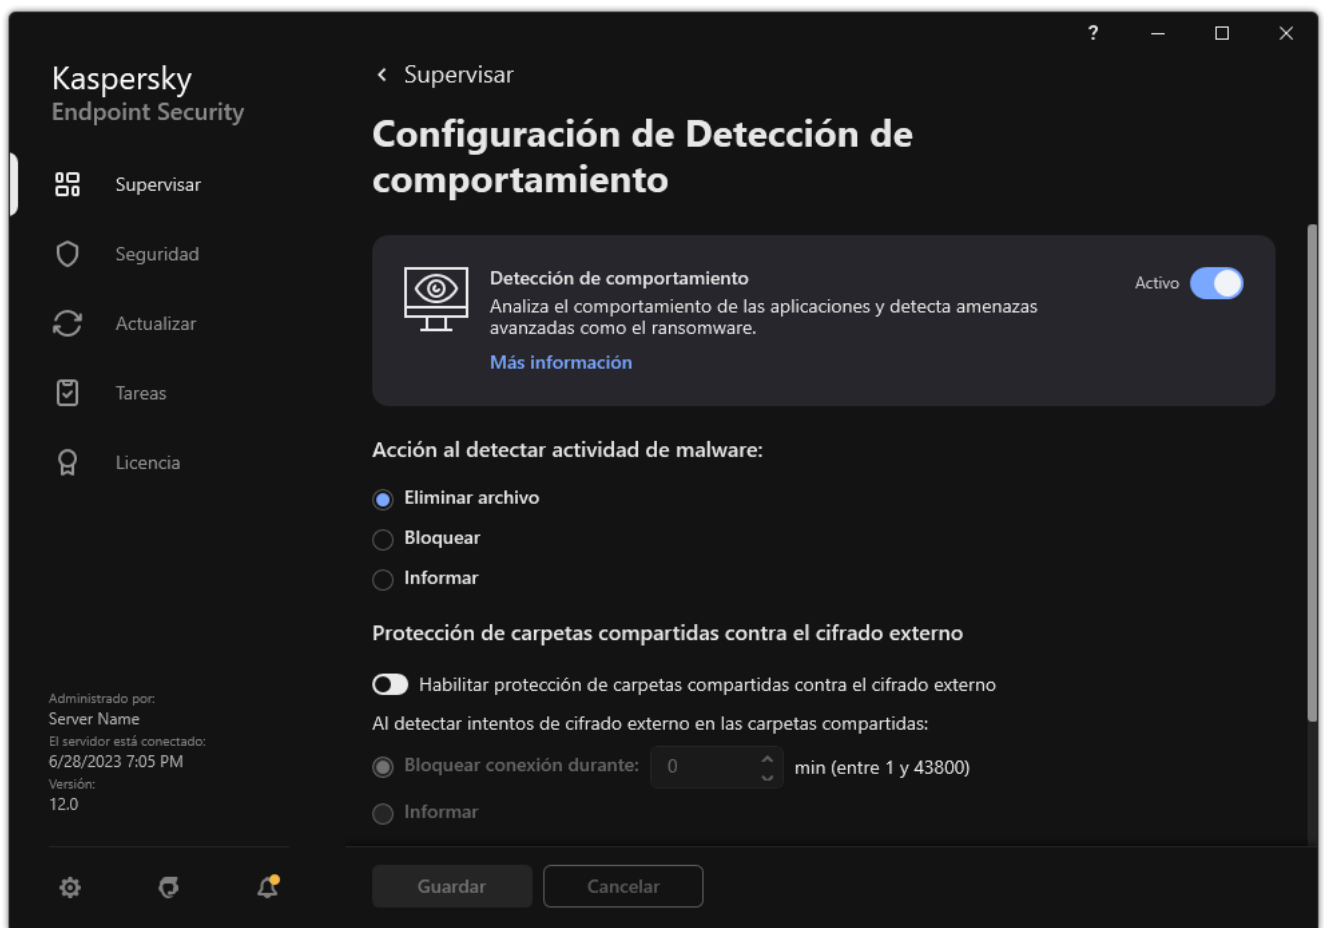 ?
Kaspersky
Endpoint Security
Supervisar
Seguridad
Actualizar
Tareas
Licencia
Administrado por:
Server Name
El servidor está conectado:
6/28/2023 7:05 PM
Versión:
12.0
Supervisar
Configuración de Detección de
comportamiento
Detección de comportamiento
Activo
Analiza el comportamiento de las aplicaciones y detecta amenazas
avanzadas como el ransomware.
Más información
Acción al detectar actividad de malware:
Eliminar archivo
Bloquear
Informar
Protección de carpetas compartidas contra el cifrado externo
Habilitar protección de carpetas compartidas contra el cifrado externo
Al detectar intentos de cifrado externo en las carpetas compartidas:
Bloquear conexión durante: 0 min (entre 1 y 43800)
Informar
Guardar Cancelar